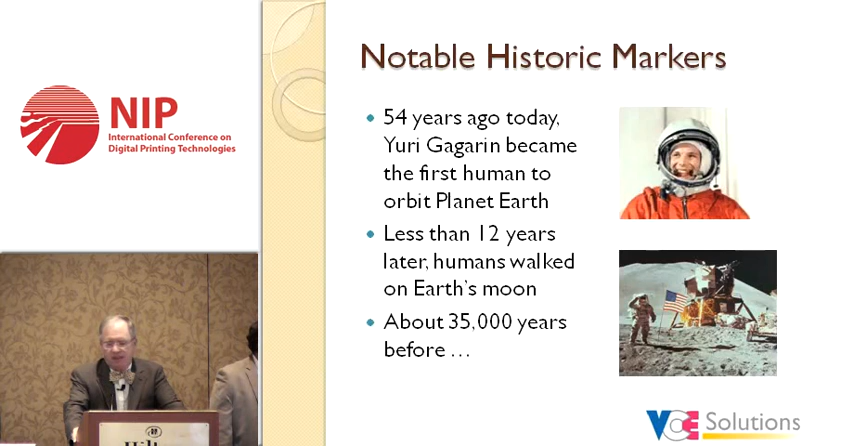 NIP
International Conference on
Digital Printing Technologies
Notable Historic Markers
54 years ago today,
Yuri Gagarin became
the first human to
orbit Planet Earth
Less than 12 years
later, humans walked
on Earth's moon
About 35,000 years
before …
VCE Solutions